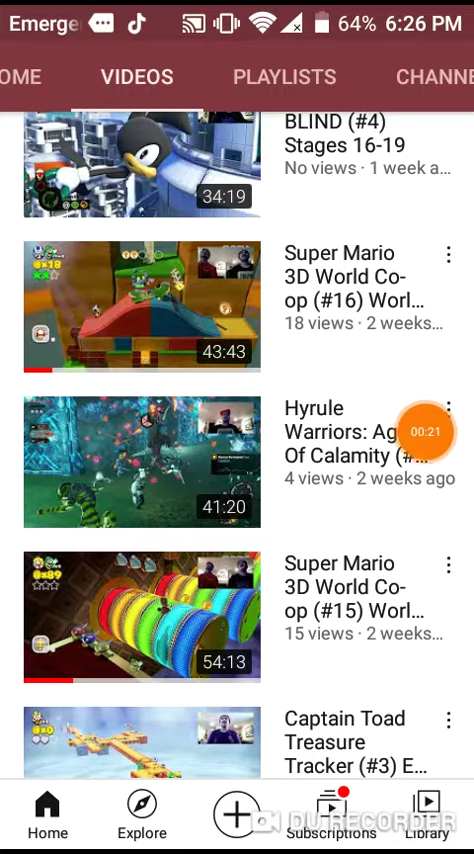 Emerge 64% 6:26 PM
OME VIDEOS PLAYLISTS CHANNE
BLIND (#4)
Stages 16-19
No views · 1 week a...
34:19
Super Mario
3D World Co-
op (#16) Worl...
18 views · 2 weeks...
43:43
Hyrule
Warriors: Ag
Of Calamity (#...
4 views · 2 weeks ago
00:21
41:20
Super Mario
3D World Co-
op (#15) Worl...
15 views · 2 weeks...
54:13
Captain Toad
Treasure
Tracker (#3) E...
Home Explore Subscriptions Library
DU RECORDER